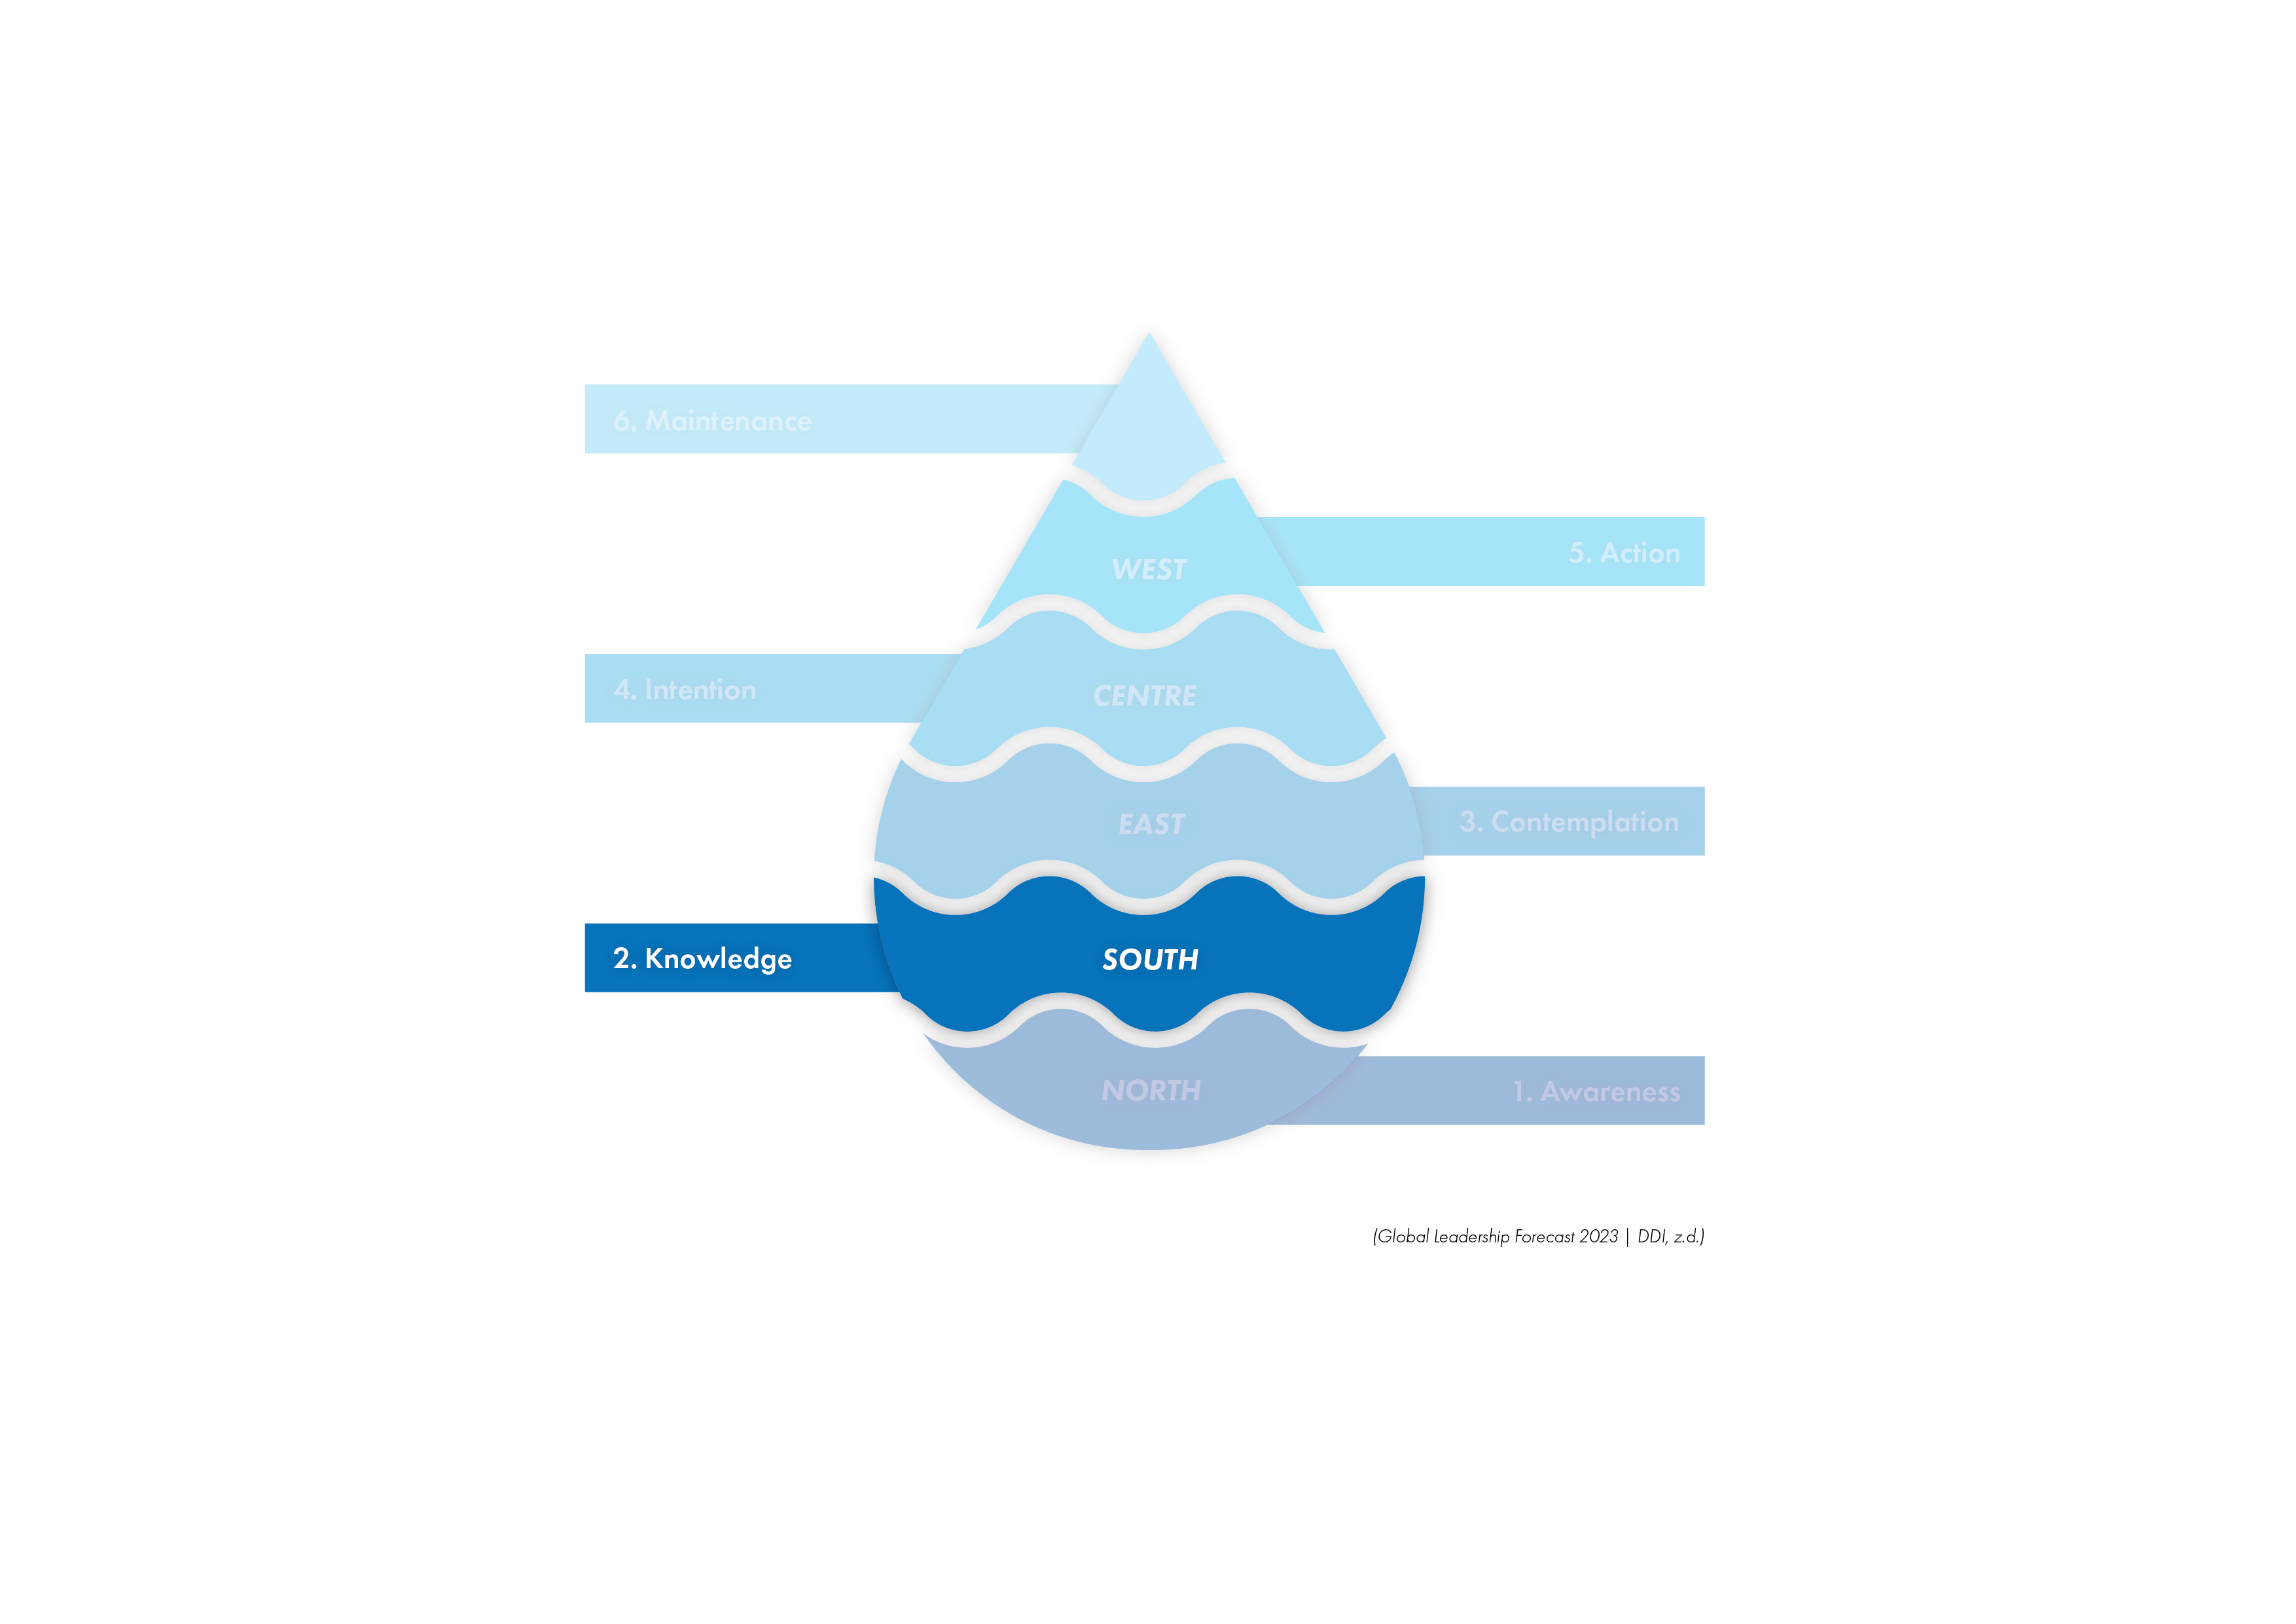 6. Maintenance
5. Action
WEST
4. Intention
CENTRE
3. Contemplation
EAST
2. Knowledge
SOUTH
1. Awareness
NORTH
(Global Leadership Forecast 2023 | DDI, z.d.)